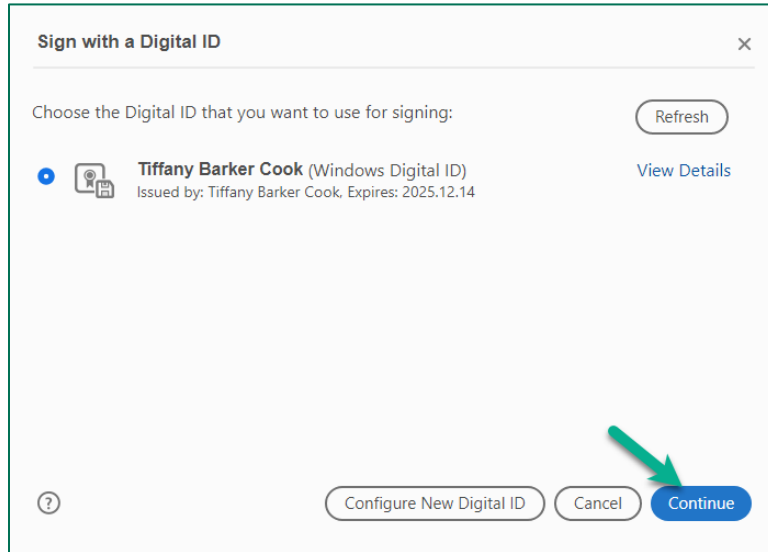 Sign with a Digital ID
Choose the Digital ID that you want to use for signing:
Refresh
Tiffany Barker Cook (Windows Digital ID)
View Details
Issued by: Tiffany Barker Cook, Expires: 2025.12.14
?
Configure New Digital ID
Cancel
Continue